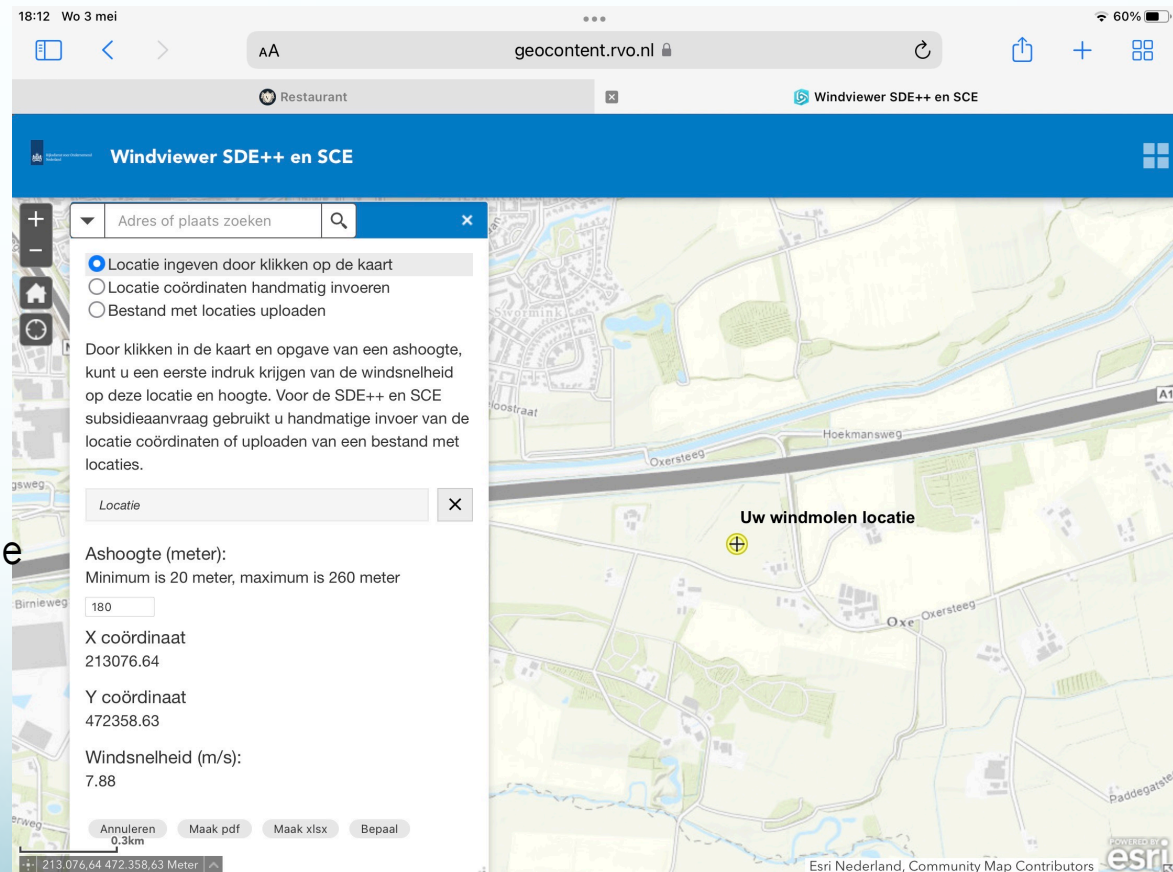 18:12 Wo 3 mei
60%
AA
geocontent.rvo.nl
Restaurant
Windviewer SDE++ en SCE
Windviewer SDE++ en SCE
Adres of plaats zoeken
Locatie ingeven door klikken op de kaart
Locatie coördinaten handmatig invoeren
Bestand met locaties uploaden
Door klikken in de kaart en opgave van een ashoogte,
kunt u een eerste indruk krijgen van de windsnelheid
op deze locatie en hoogte. Voor de SDE++ en SCE
subsidieaanvraag gebruikt u handmatige invoer van de
locatie coördinaten of uploaden van een bestand met
locaties.
Locatie
e
Ashoogte (meter):
Minimum is 20 meter, maximum is 260 meter
180
X coördinaat
213076.64
Y coördinaat
472358.63
Windsnelheid (m/s):
7.88
Annuleren Maak pdf Maak xlsx Bepaal
0.3km
213.076,64 472.358,63 Meter
Swormink
loostraat
A1
Hoekmansweg
Oxersteeg
Uw windmolen locatie
Birnieweg
Oxe
Oxersteeg
Esri Nederland, Community Map Contributors
POWERED BY
esri